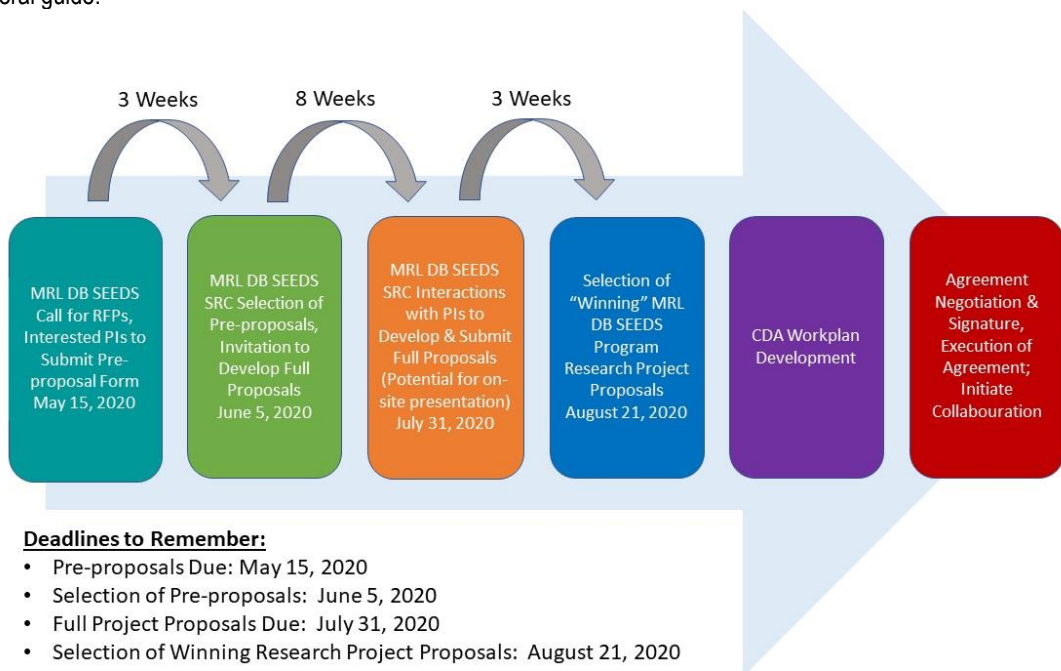 oral guide:
3 Weeks
8 Weeks
3 Weeks
MRL DB SEEDS
Call for RFPs,
Interested PIs to
Submit Pre-
proposal Form
May 15, 2020
MRL DB SEEDS
SRC Selection of
Pre-proposals,
Invitation to
Develop Full
Proposals
June 5, 2020
MRL DB SEEDS
SRC Interactions
with PIs to
Develop & Submit
Full Proposals
(Potential for on-
site presentation)
July 31, 2020
Selection of
“Winning” MRL
DB SEEDS
Program
Research Project
Proposals
August 21, 2020
CDA Workplan
Development
Agreement
Negotiation &
Signature,
Execution of
Agreement;
Initiate
Collabouration
Deadlines to Remember:
• Pre-proposals Due: May 15, 2020
• Selection of Pre-proposals: June 5, 2020
• Full Project Proposals Due: July 31, 2020
• Selection of Winning Research Project Proposals: August 21, 2020